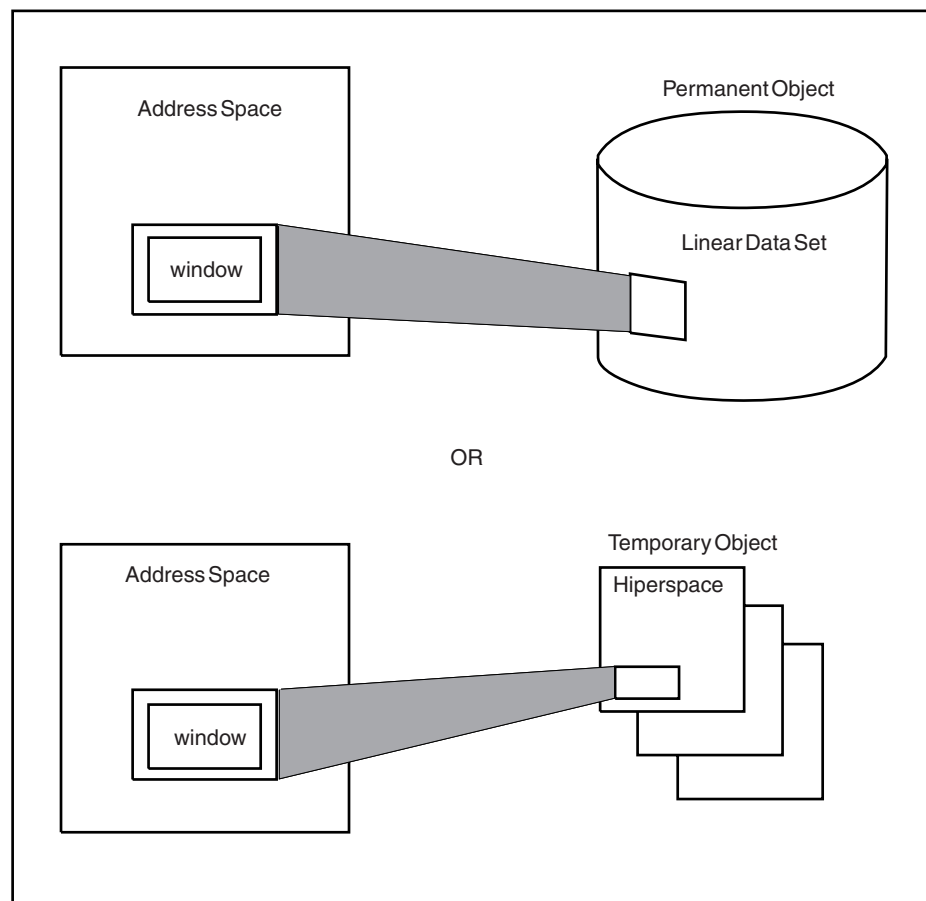 Permanent Object
Address Space
Linear Data Set
window
OR
Temporary Object
Address Space
Hiperspace
window